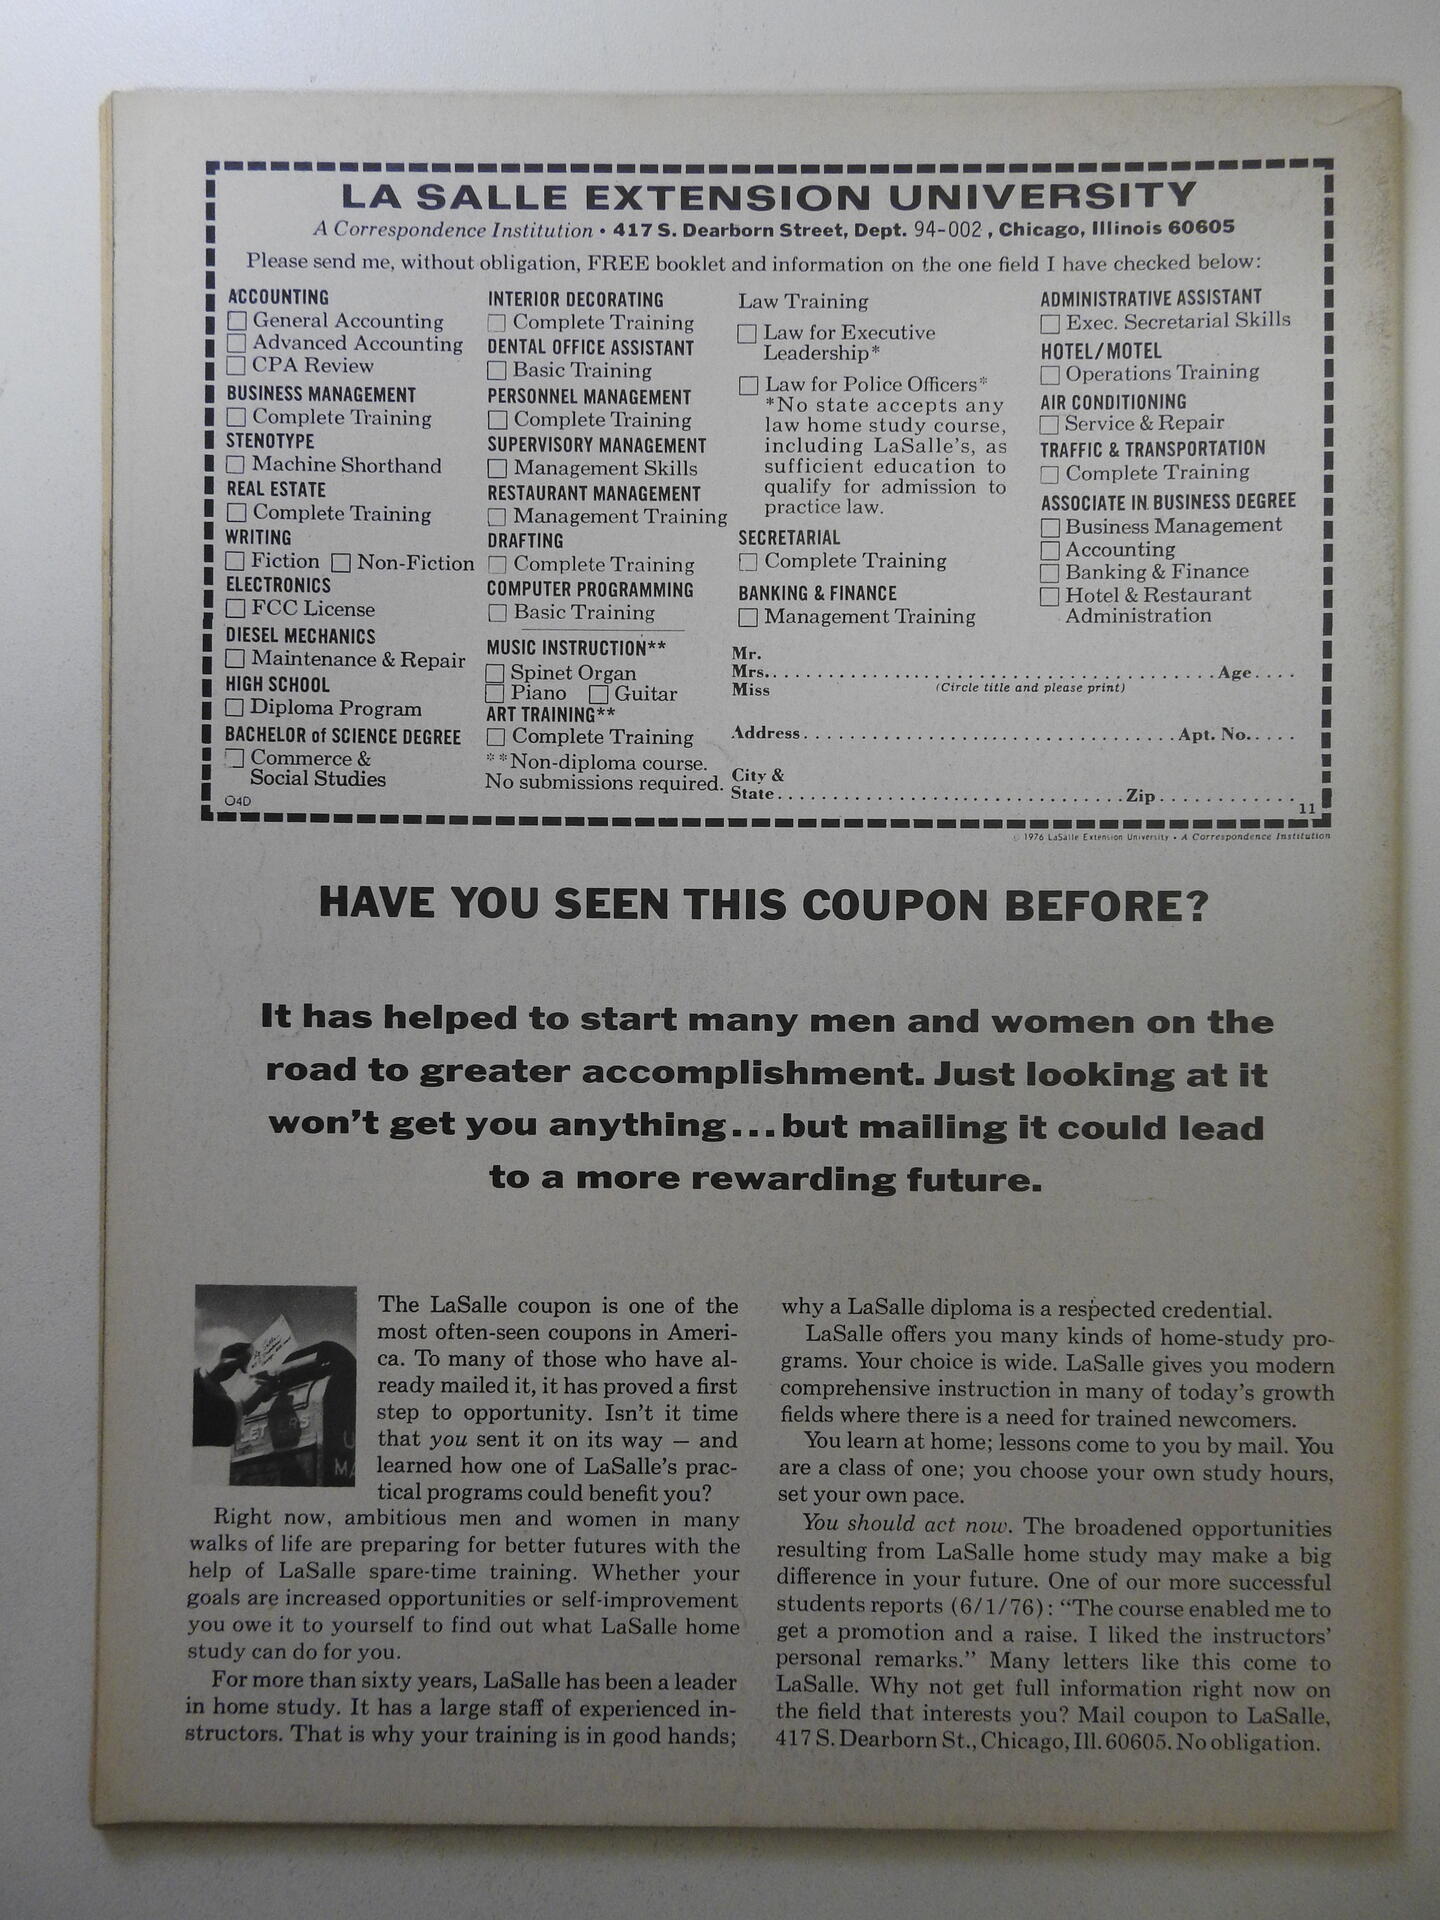 LA SALLE EXTENSION UNIVERSITY
A Correspondence Institution • 417 S. Dearborn Street, Dept. 94-002, Chicago, Illinois 60605
Please send me, without obligation, FREE booklet and information on the one field I have checked below:
ACCOUNTING
General Accounting
Advanced Accounting
CPA Review
BUSINESS MANAGEMENT
Complete Training
STENOTYPE
Machine Shorthand
REAL ESTATE
Complete Training
WRITING
Fiction Non-Fiction
ELECTRONICS
FCC License
DIESEL MECHANICS
Maintenance & Repair
HIGH SCHOOL
Diploma Program
BACHELOR of SCIENCE DEGREE
Commerce &
Social Studies
O4D
INTERIOR DECORATING
Complete Training
DENTAL OFFICE ASSISTANT
Basic Training
PERSONNEL MANAGEMENT
Complete Training
SUPERVISORY MANAGEMENT
Management Skills
RESTAURANT MANAGEMENT
Management Training
DRAFTING
Complete Training
COMPUTER PROGRAMMING
Basic Training
MUSIC INSTRUCTION**
Spinet Organ
Piano Guitar
ART TRAINING**
Complete Training
**Non-diploma course.
No submissions required.
Law Training
Law for Executive
Leadership*
Law for Police Officers*
*No state accepts any
law home study course,
including LaSalle's, as
sufficient education to
qualify for admission to
practice law.
SECRETARIAL
Complete Training
BANKING & FINANCE
Management Training
ADMINISTRATIVE ASSISTANT
Exec. Secretarial Skills
HOTEL/MOTEL
Operations Training
AIR CONDITIONING
Service & Repair
TRAFFIC & TRANSPORTATION
Complete Training
ASSOCIATE IN BUSINESS DEGREE
Business Management
Accounting
Banking & Finance
Hotel & Restaurant
Administration
Mr.
Mrs. Age
Miss (Circle title and please print)
Address Apt. No.
City &
State Zip
11
© 1976 LaSalle Extension University • A Correspondence Institution
HAVE YOU SEEN THIS COUPON BEFORE?
It has helped to start many men and women on the
road to greater accomplishment. Just looking at it
won't get you anything...but mailing it could lead
to a more rewarding future.
The LaSalle coupon is one of the
most often-seen coupons in Ameri-
ca. To many of those who have al-
ready mailed it, it has proved a first
step to opportunity. Isn't it time
that you sent it on its way — and
learned how one of LaSalle's prac-
tical programs could benefit you?
Right now, ambitious men and women in many
walks of life are preparing for better futures with the
help of LaSalle spare-time training. Whether your
goals are increased opportunities or self-improvement
you owe it to yourself to find out what LaSalle home
study can do for you.
For more than sixty years, LaSalle has been a leader
in home study. It has a large staff of experienced in-
structors. That is why your training is in good hands;
why a LaSalle diploma is a respected credential.
LaSalle offers you many kinds of home-study pro-
grams. Your choice is wide. LaSalle gives you modern
comprehensive instruction in many of today's growth
fields where there is a need for trained newcomers.
You learn at home; lessons come to you by mail. You
are a class of one; you choose your own study hours,
set your own pace.
You should act now. The broadened opportunities
resulting from LaSalle home study may make a big
difference in your future. One of our more successful
students reports (6/1/76): "The course enabled me to
get a promotion and a raise. I liked the instructors'
personal remarks." Many letters like this come to
LaSalle. Why not get full information right now on
the field that interests you? Mail coupon to LaSalle,
417 S. Dearborn St., Chicago, Ill. 60605. No obligation.